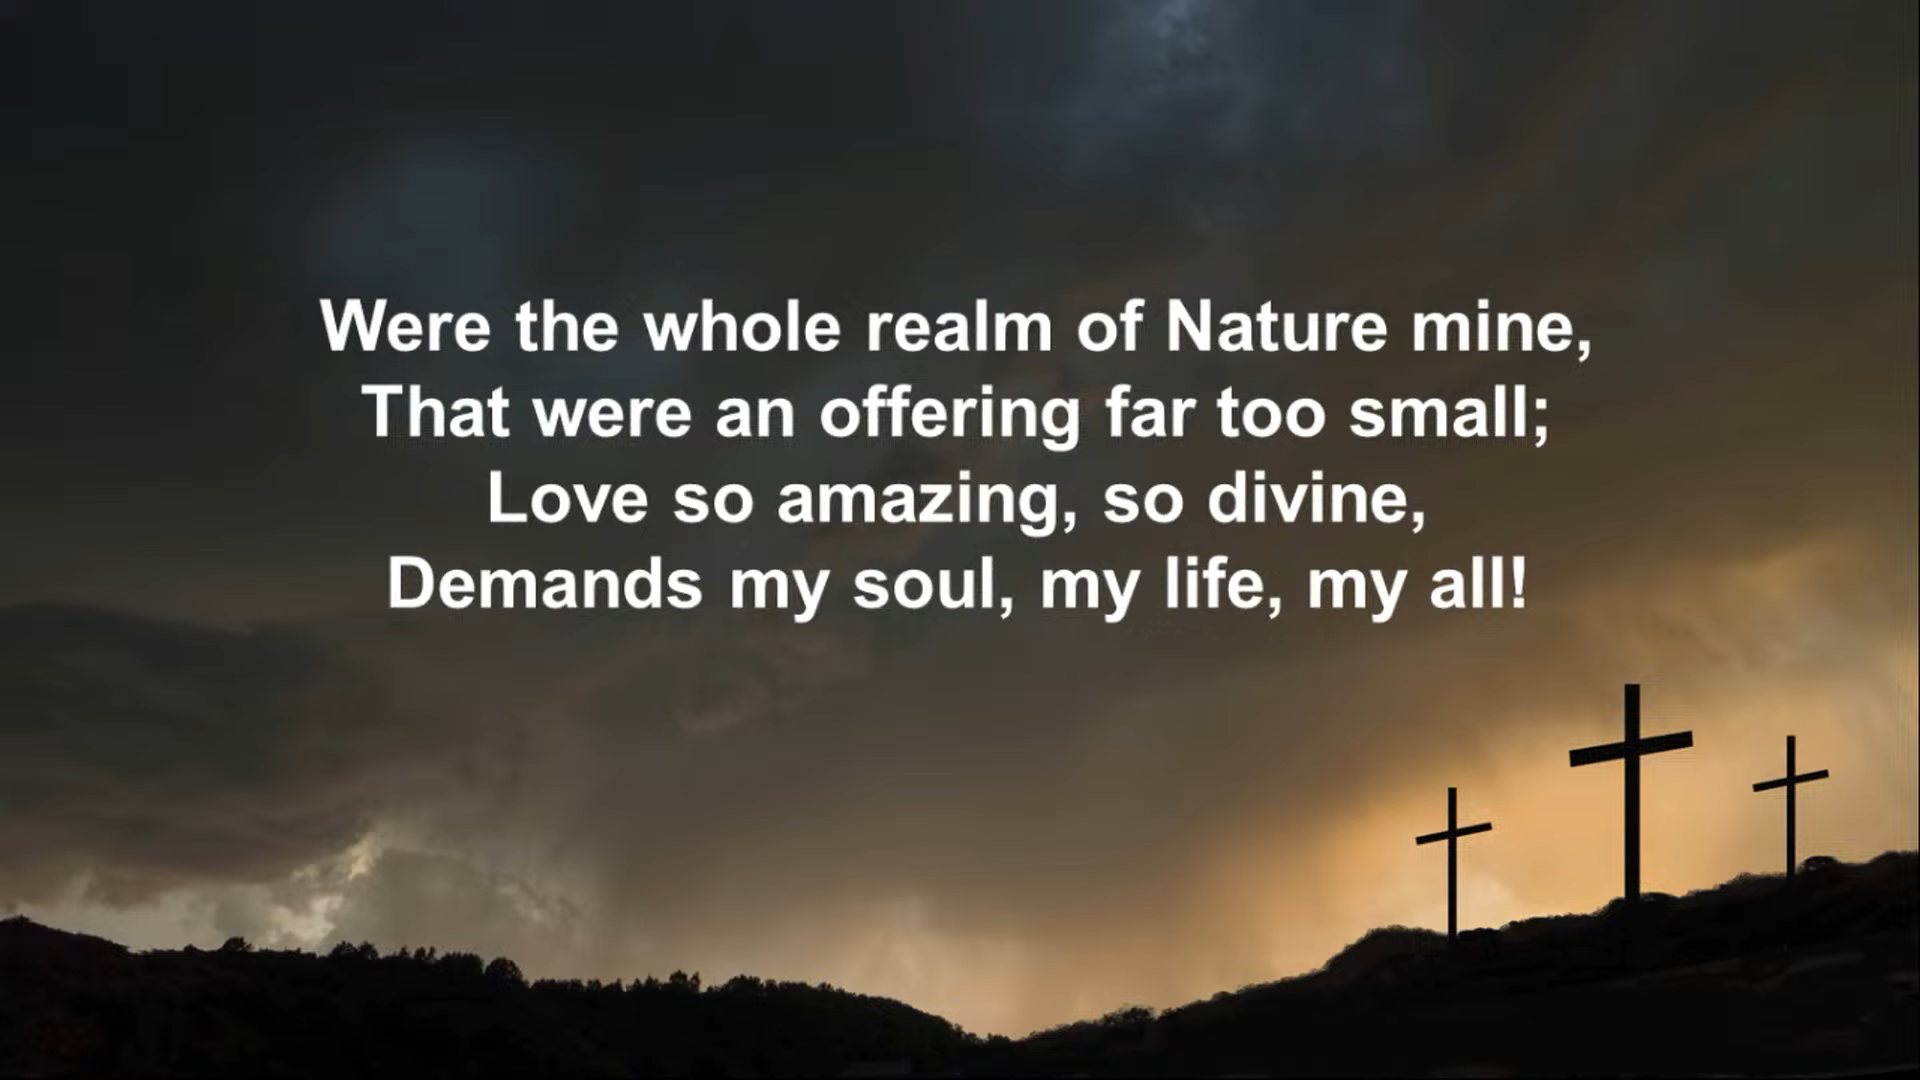 Were the whole realm of Nature mine,
That were an offering far too small;
Love so amazing, so divine,
Demands my soul, my life, my all!